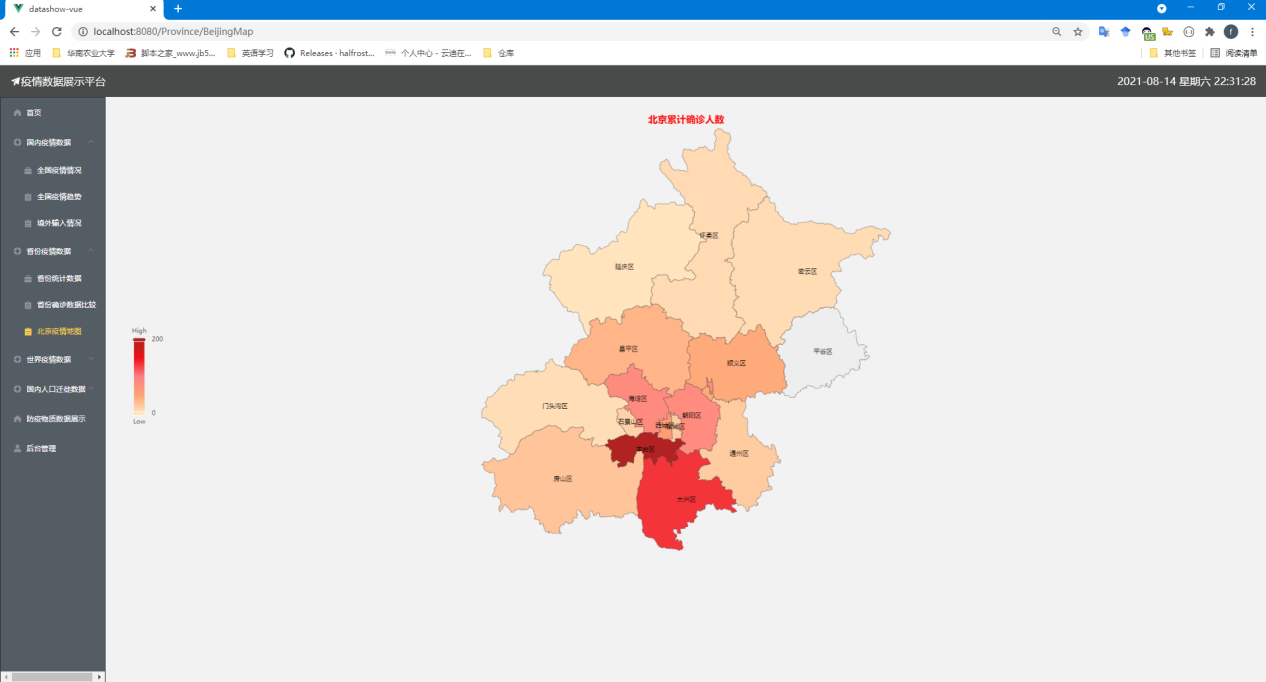 datashow-vue
localhost:8080/Province/BeijingMap
应用 华南农业大学 脚本之家_www.jb5... 英语学习 Releases · halfrost... 个人中心 - 云途在... 仓库 其他书签 阅读清单
疫情数据展示平台 2021-08-14 星期六 22:31:28
首页
国内疫情数据
全国疫情情况
全国疫情趋势
境外输入情况
省份疫情数据
省份统计数据
省份确诊数据比较
北京疫情地图
世界疫情数据
国内人口迁徙数据
防疫物质数据展示
后台管理
北京累计确诊人数
怀柔区
延庆区
密云区
昌平区
平谷区
顺义区
海淀区
门头沟区
朝阳区
石景山区
通州区
丰台区
房山区
大兴区
High
200
0
Low